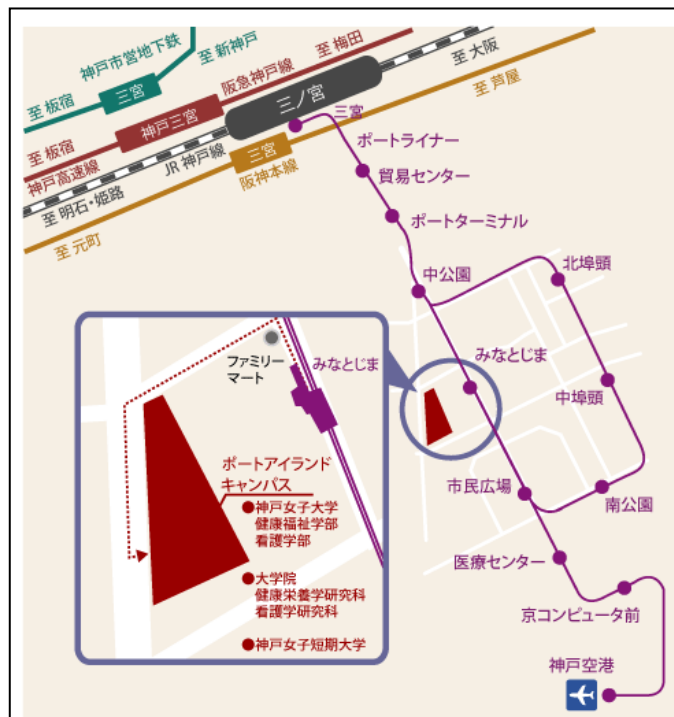 神戸市営地下鉄
至 新神戸
至 梅田
至 大阪
至 板宿
三宮
阪急神戸線
三ノ宮
至 芦屋
神戸三宮
至 板宿
神戸高速線
JR 神戸線
三宮
阪神本線
至 明石・姫路
至 元町
三宮
ポートライナー
貿易センター
ポートターミナル
中公園
北埠頭
みなとじま
中埠頭
市民広場
南公園
医療センター
京コンピュータ前
神戸空港
ファミリー
マート
みなとじま
ポートアイランド
キャンパス
●神戸女子大学
健康福祉学部
看護学部
●大学院
健康栄養学研究科
看護学研究科
●神戸女子短期大学